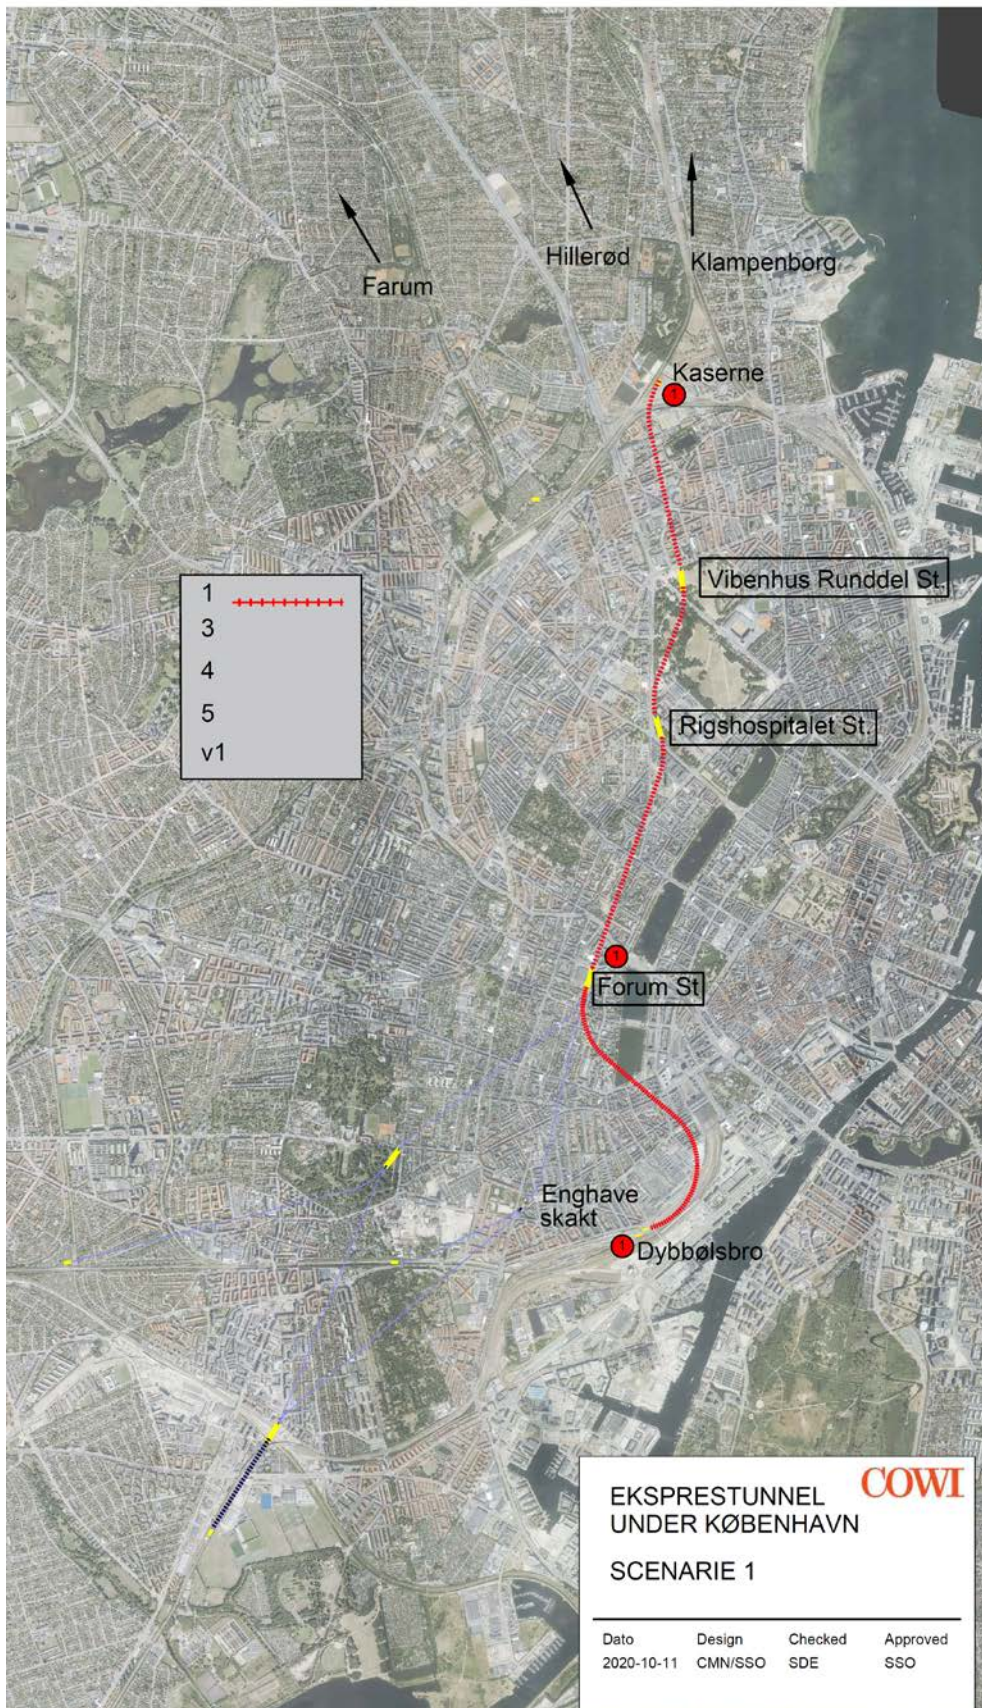 Hillerød
Klampenborg
Farum
Kaserne
1
Vibenhus Runddel St.
1
3
4
5
v1
Rigshospitalet St.
1
Forum St
Enghave
skakt
1
Dybbølsbro
COWI
EKSPRESTUNNEL
UNDER KØBENHAVN
SCENARIE 1
Dato Design Checked Approved
2020-10-11 CMN/SSO SDE SSO